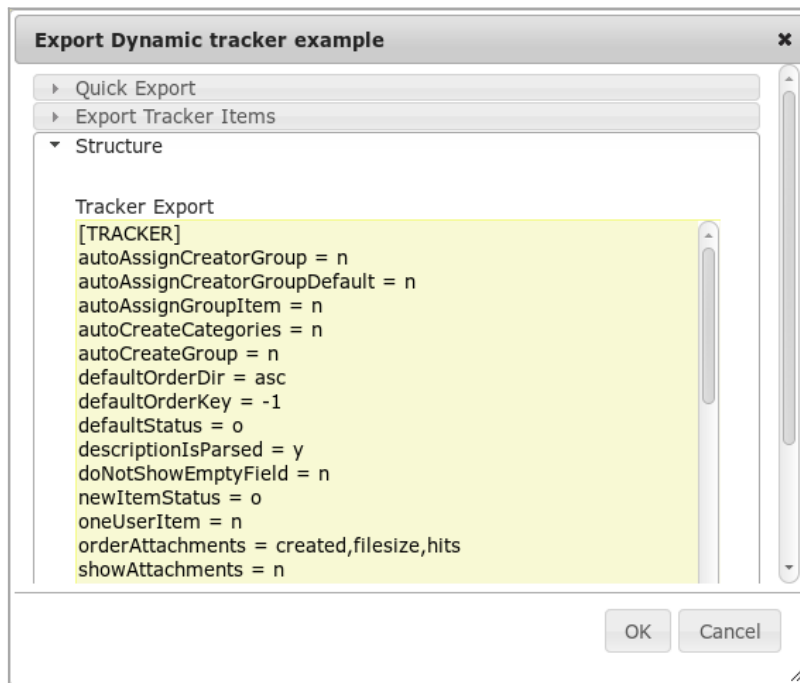 Export Dynamic tracker example
Quick Export
Export Tracker Items
Structure
Tracker Export
[TRACKER]
autoAssignCreatorGroup = n
autoAssignCreatorGroupDefault = n
autoAssignGroupItem = n
autoCreateCategories = n
autoCreateGroup = n
defaultOrderDir = asc
defaultOrderKey = -1
defaultStatus = o
descriptionIsParsed = y
doNotShowEmptyField = n
newItemStatus = o
oneUserItem = n
orderAttachments = created,filesize,hits
showAttachments = n
OK Cancel